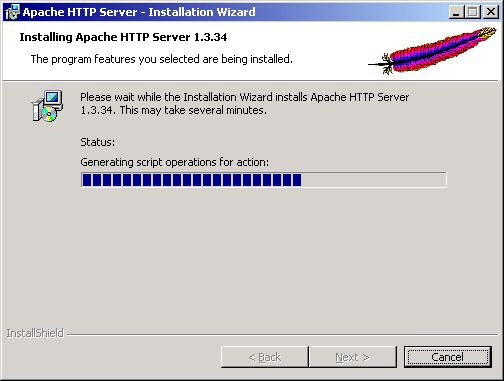 Apache HTTP Server - Installation Wizard
Installing Apache HTTP Server 1.3.34
The program features you selected are being installed.
Please wait while the Installation Wizard installs Apache HTTP Server
1.3.34. This may take several minutes.
Status:
Generating script operations for action:
InstallShield
< Back
Next >
Cancel